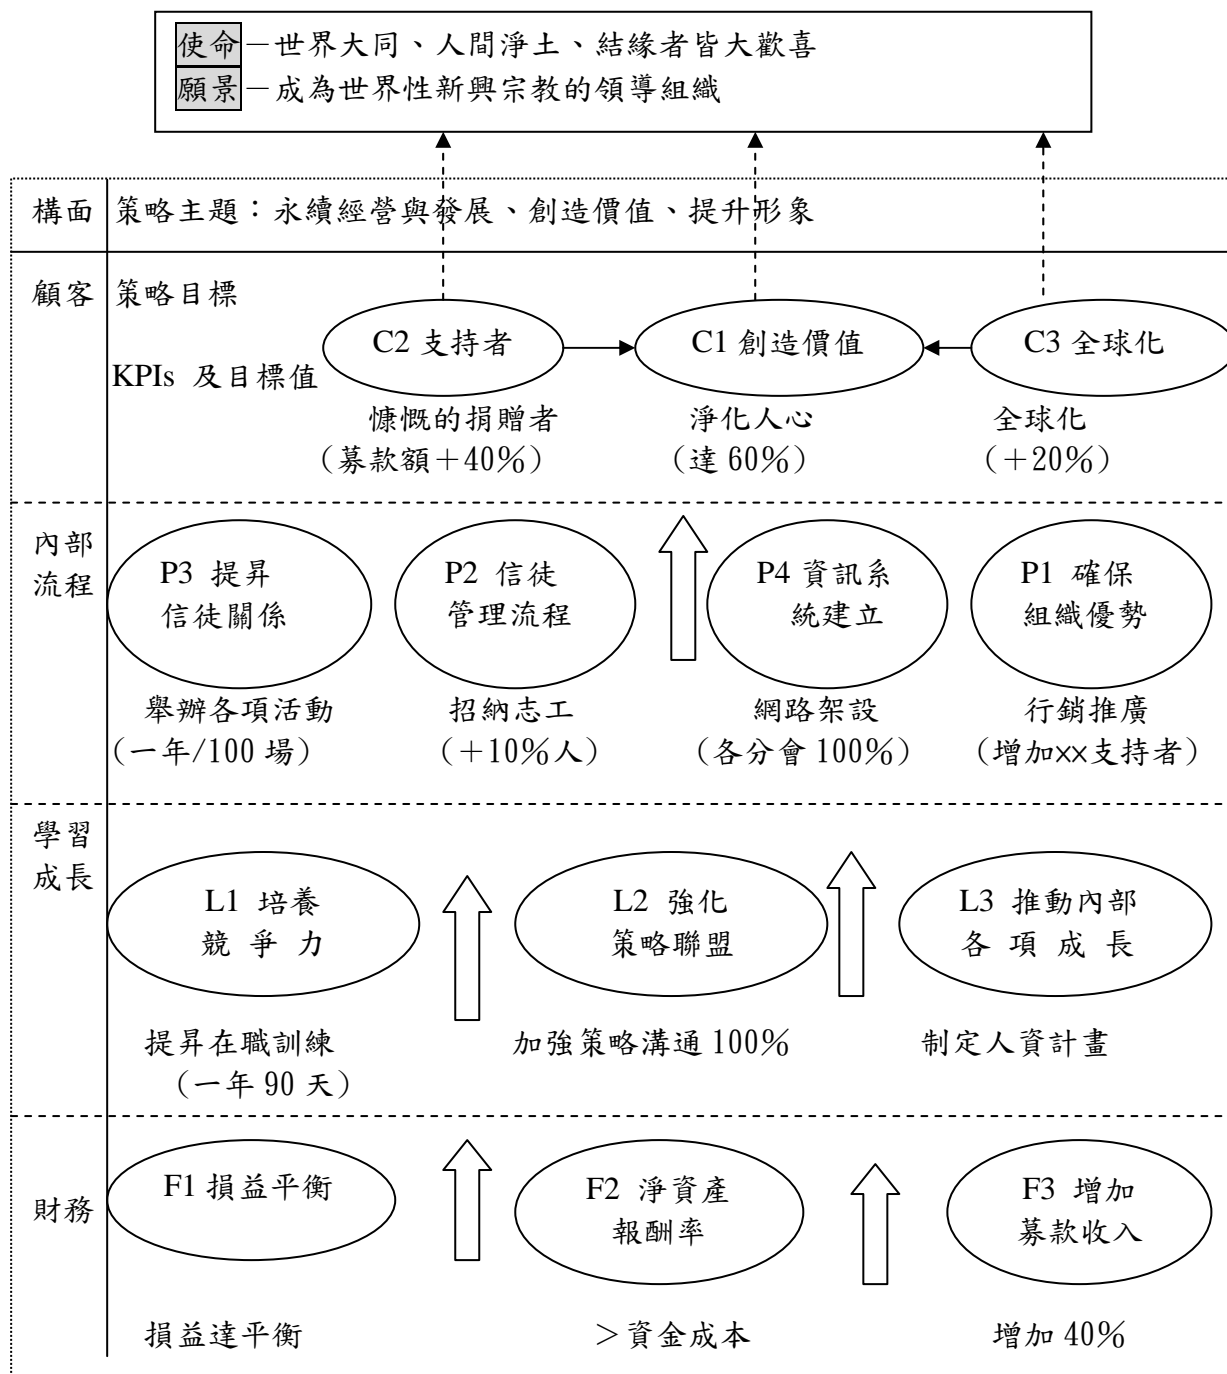 使命－世界大同、人間淨土、結緣者皆大歡喜
願景－成為世界性新興宗教的領導組織
構面 策略主題：永續經營與發展、創造價值、提升形象
顧客 策略目標
C2 支持者
C1 創造價值
C3 全球化
KPIs 及目標值
慷慨的捐贈者
（募款額＋40％）
淨化人心
（達 60％）
全球化
（＋20％）
內部
流程
P3 提昇
信徒關係
P2 信徒
管理流程
P4 資訊系
統建立
P1 確保
組織優勢
舉辦各項活動
（一年/100 場）
招納志工
（＋10％人）
網路架設
（各分會 100％）
行銷推廣
（增加××支持者）
學習
成長
L1 培養
競 爭 力
L2 強化
策略聯盟
L3 推動內部
各 項 成 長
提昇在職訓練
（一年 90 天）
加強策略溝通 100％
制定人資計畫
財務
F1 損益平衡
F2 淨資產
報酬率
F3 增加
募款收入
損益達平衡
＞資金成本
增加 40％